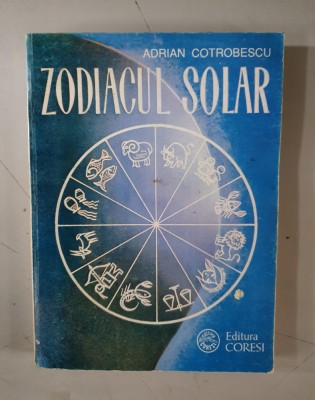 ADRIAN COTROBESCU
ZODIACUL SOLAR
Editura
CORESI